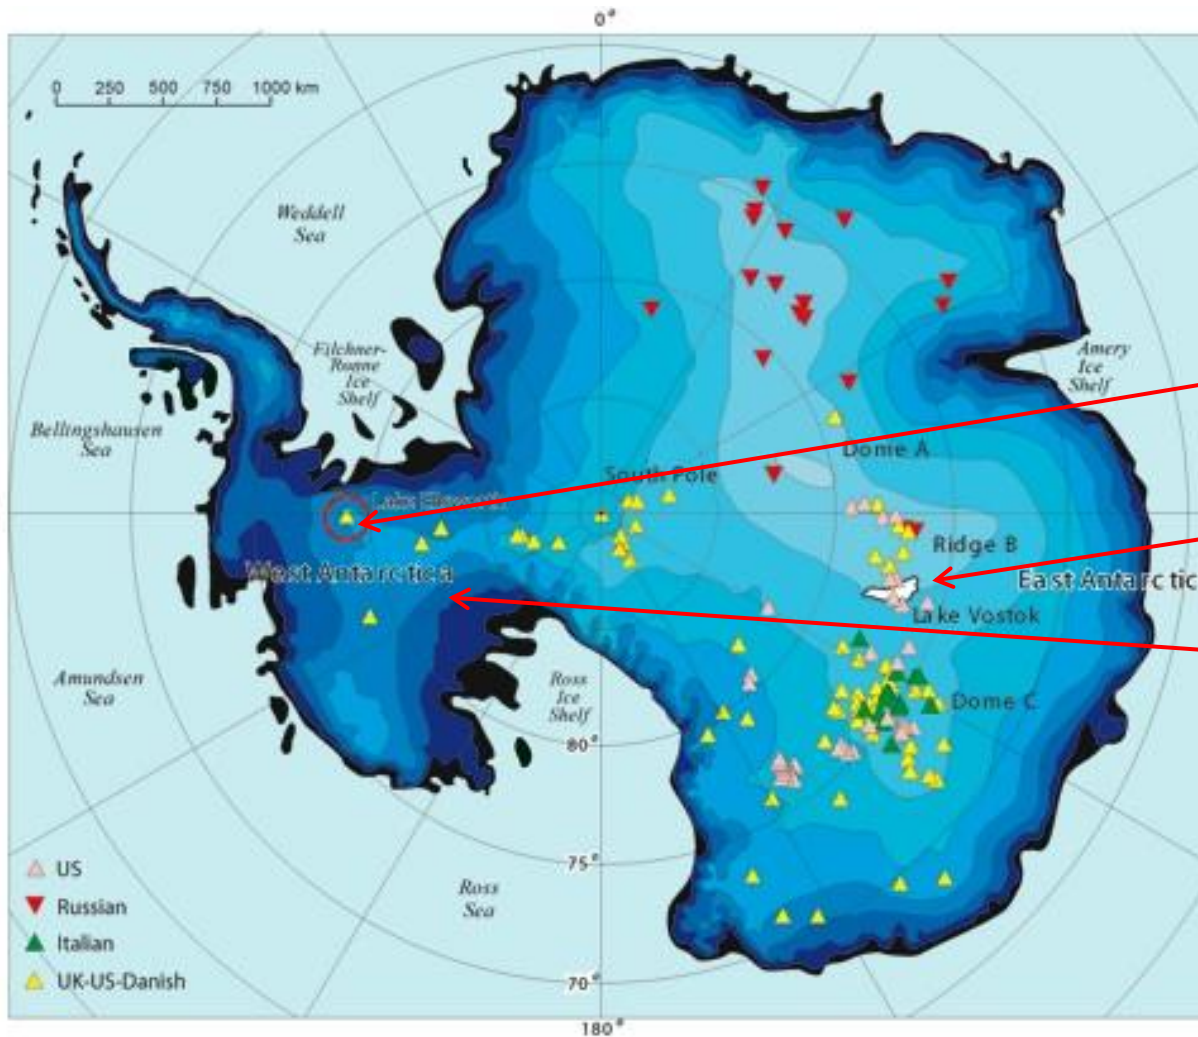 0°
0 250 500 750 1000 km
Weddell
Sea
Filchner-
Ronne
Ice
Shelf
Bellingshausen
Sea
Amery
Ice
Shelf
Dome A
South Pole
Lake
Ridge B
West Antarctica
East Antarctic
Lake Vostok
Amundsen
Sea
Ross
Ice
Shelf
Dome C
80°
75°
Ross
Sea
70°
180°
US
Russian
Italian
UK-US-Danish